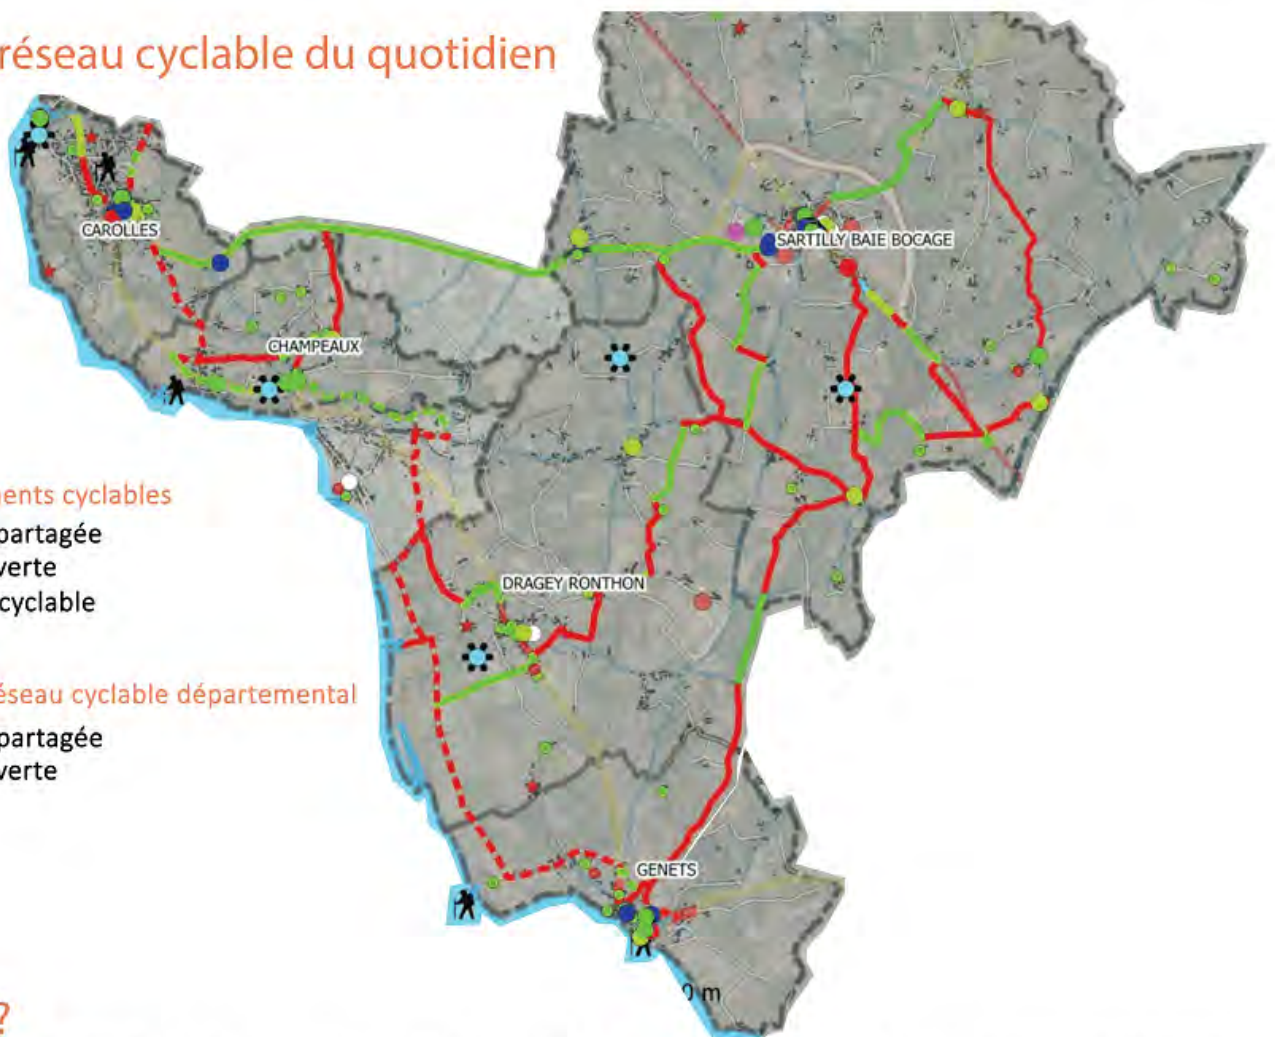 réseau cyclable du quotidien
CAROLLES
SARTILLY BAIE BOCAGE
CHAMPEAUX
ents cyclables
partagée
verte
cyclable
DRAGEY RONTHON
éseau cyclable départemental
partagée
verte
GENETS
0 m
?